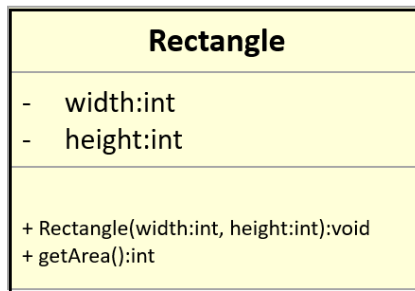 Rectangle
- width:int
- height:int
+ Rectangle(width:int, height:int):void
+ getArea():int